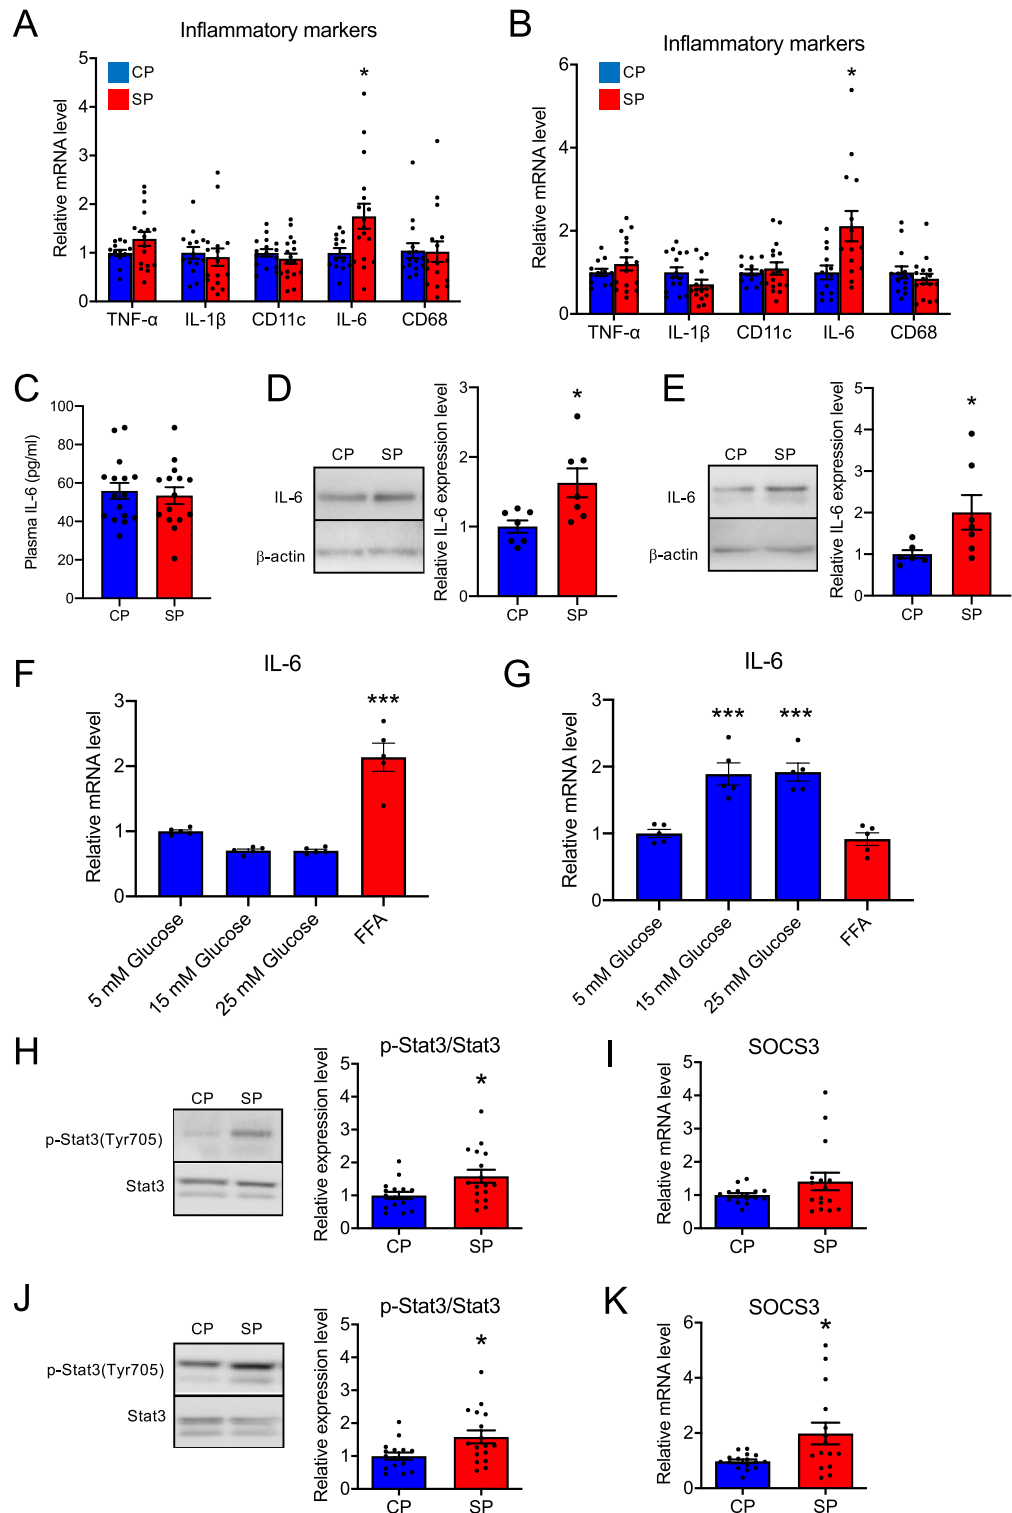 A
Inflammatory markers
Relative mRNA level
5
4
3
2
1
0
CP
SP
*
TNF-α IL-1β CD11c IL-6 CD68
B
Inflammatory markers
Relative mRNA level
6
4
2
0
CP
SP
*
TNF-α IL-1β CD11c IL-6 CD68
C
Plasma IL-6 (pg/ml)
100
80
60
40
20
0
CP SP
D
CP SP
IL-6
β-actin
Relative IL-6 expression level
3
2
1
0
*
CP SP
E
CP SP
IL-6
β-actin
Relative IL-6 expression level
5
4
3
2
1
0
*
CP SP
F
IL-6
Relative mRNA level
3
2
1
0
***
5 mM Glucose
15 mM Glucose
25 mM Glucose
FFA
G
IL-6
Relative mRNA level
3
2
1
0
*** ***
5 mM Glucose
15 mM Glucose
25 mM Glucose
FFA
H
CP SP
p-Stat3(Tyr705)
Stat3
p-Stat3/Stat3
Relative expression level
5
4
3
2
1
0
*
CP SP
I
SOCS3
Relative mRNA level
5
4
3
2
1
0
CP SP
J
CP SP
p-Stat3(Tyr705)
Stat3
p-Stat3/Stat3
Relative expression level
5
4
3
2
1
0
*
CP SP
K
SOCS3
Relative mRNA level
6
4
2
0
*
CP SP